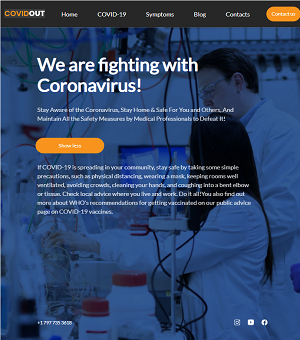 COVIDOUT Home COVID-19 Symptoms Blog Contacts Contact us
We are fighting with
Coronavirus!
Stay Aware of the Coronavirus, Stay Home & Safe For You and Others, And
Maintain All the Safety Measures by Medical Professionals to Defeat It!
Show less
If COVID-19 is spreading in your community, stay safe by taking some simple
precautions, such as physical distancing, wearing a mask, keeping rooms well
ventilated, avoiding crowds, cleaning your hands, and coughing into a bent elbow
or tissue. Check local advice where you live and work. Do it all!You also find out
more about WHO's recommendations for getting vaccinated on our public advice
page on COVID-19 vaccines.
+1 797 735 3618